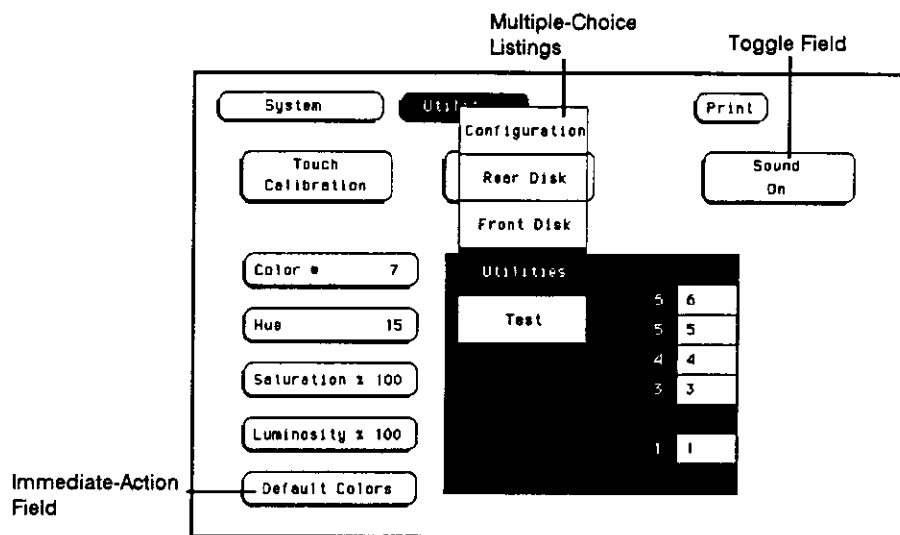 Multiple-Choice
Listings
Toggle Field
System
Print
Configuration
Touch
Calibration
Rear Disk
Sound
On
Front Disk
Color # 7
Utilities
5 6
Hue 15
Test
5 5
4 4
Saturation % 100
3 3
Luminosity % 100
1 1
Immediate-Action
Field
Default Colors